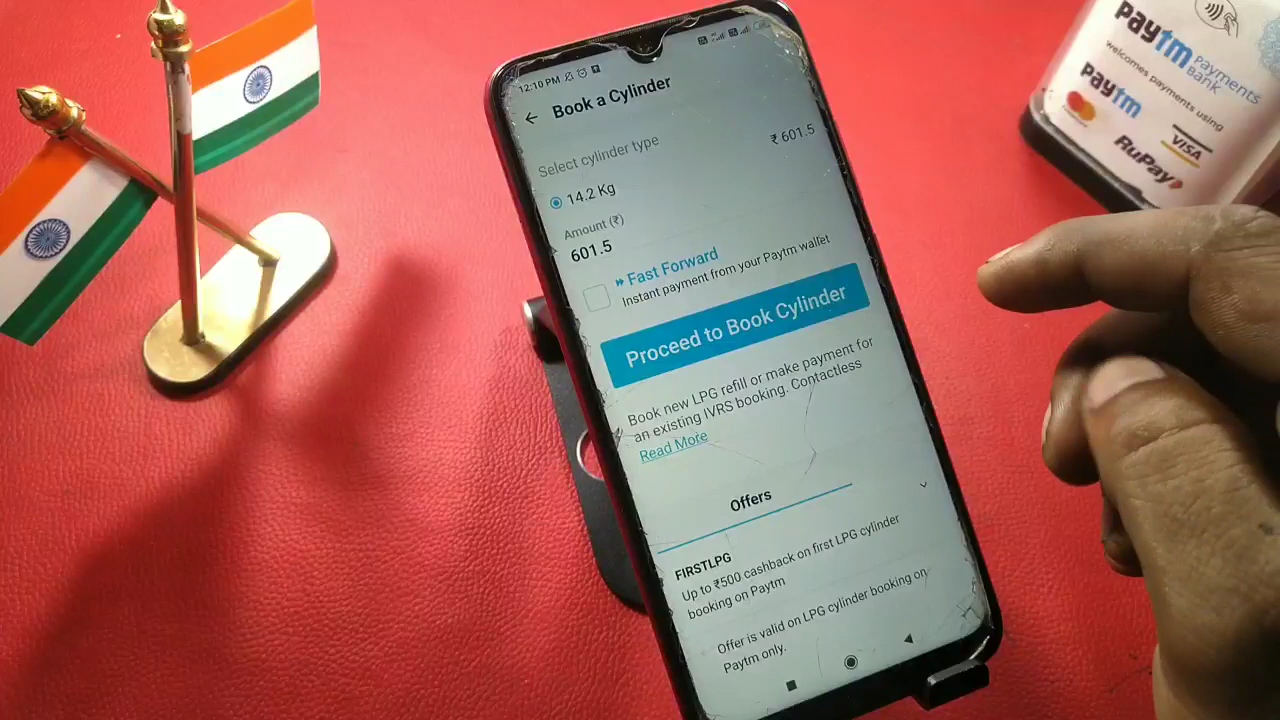 12:10 PM
Book a Cylinder
Select cylinder type
₹ 601.5
14.2 Kg
Amount (₹)
601.5
Fast Forward
Instant payment from your Paytm wallet
Proceed to Book Cylinder
Book new LPG refill or make payment for
an existing IVRS booking. Contactless
Read More
Offers
FIRSTLPG
Up to ₹500 cashback on first LPG cylinder
booking on Paytm
Offer is valid on LPG cylinder booking on
Paytm only.
paytm Payments
Bank
welcomes payments using
paytm
VISA
RuPay